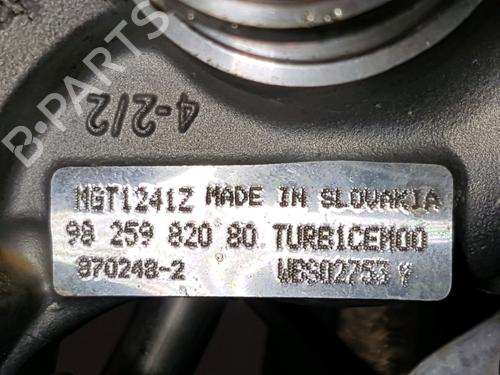 B-PARTS
4-2/2
MGT1241Z MADE IN SLOVAKIA
98 259 820 80 TURB1CEM00
870248-2 WBS02753 Y